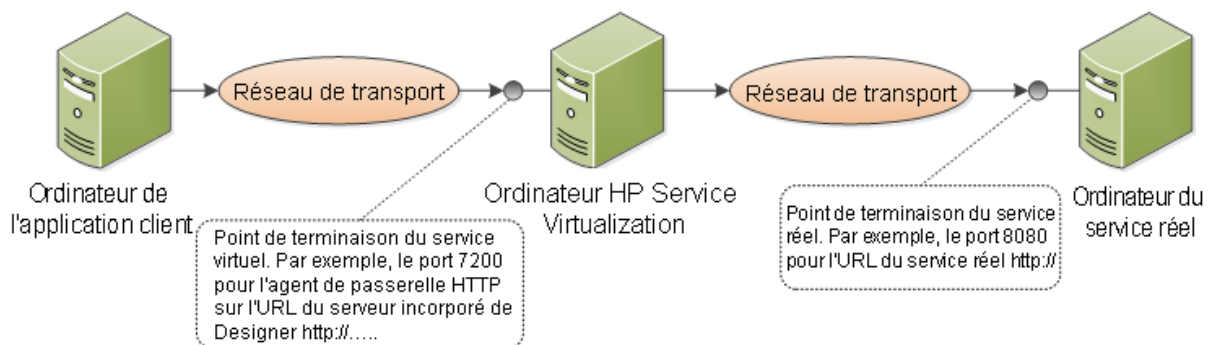 Réseau de transport
Réseau de transport
Ordinateur de
l'application client
Ordinateur HP Service
Virtualization
Ordinateur du
service réel
Point de terminaison du service
virtuel. Par exemple, le port 7200
pour l'agent de passerelle HTTP
sur l'URL du serveur incorporé de
Designer http://.....
Point de terminaison du service
réel. Par exemple, le port 8080
pour l'URL du service réel http://